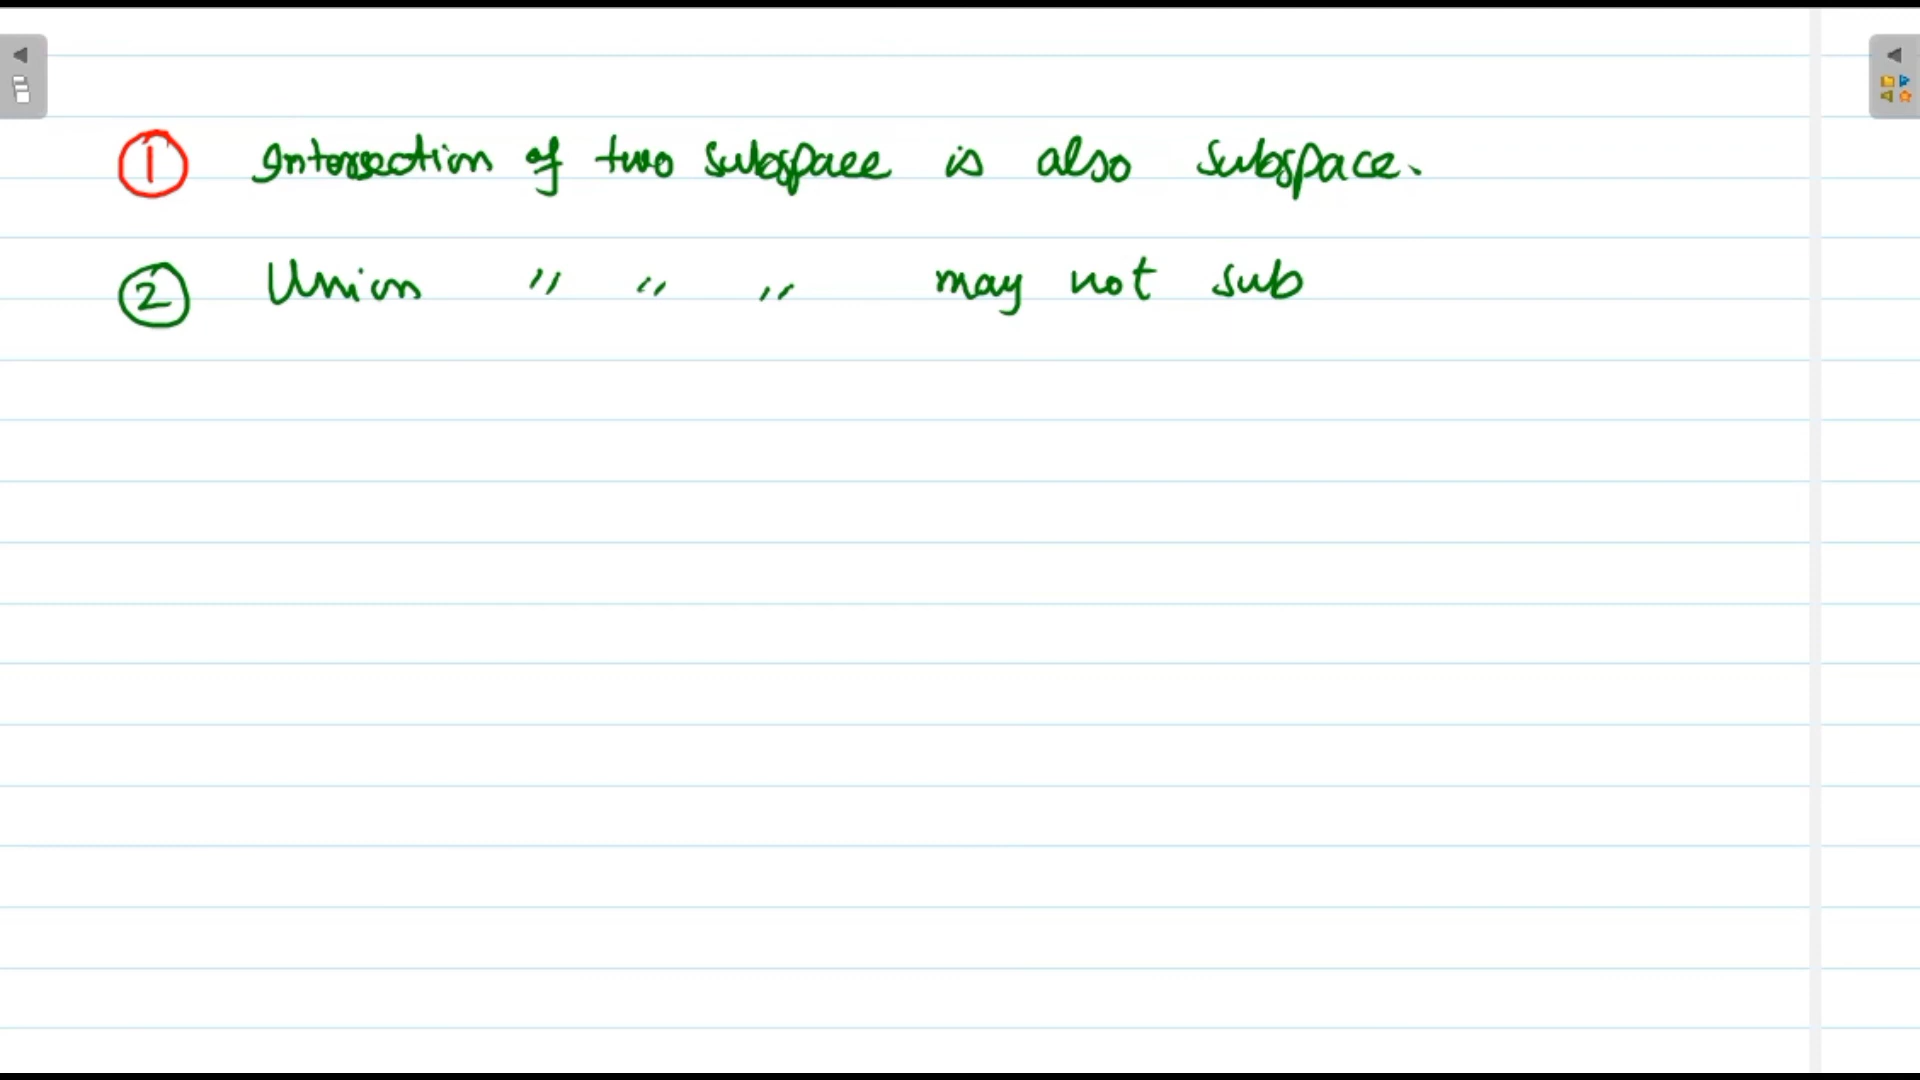 1 Intersection of two subspace is also subspace.
2 Union " " " may not sub